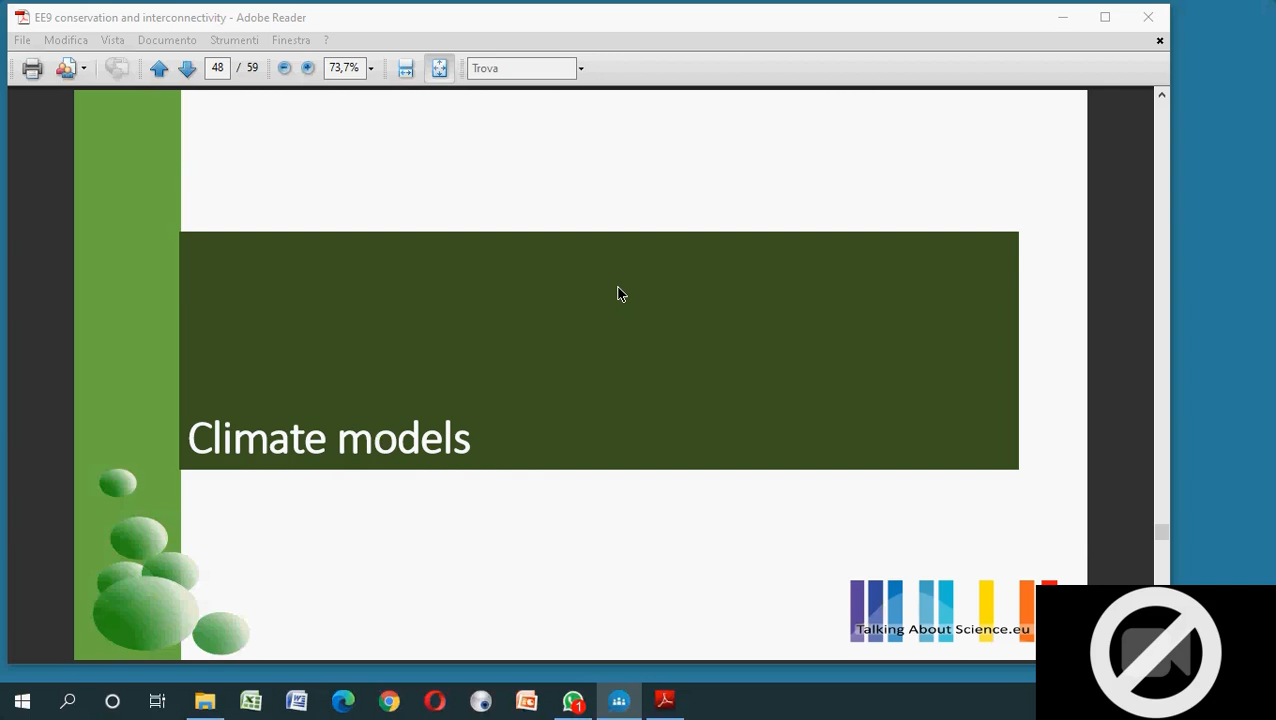 EE9 conservation and interconnectivity - Adobe Reader
File Modifica Vista Documento Strumenti Finestra ?
48 / 59 73,7% Trova
Climate models
Talking About Science.eu
1